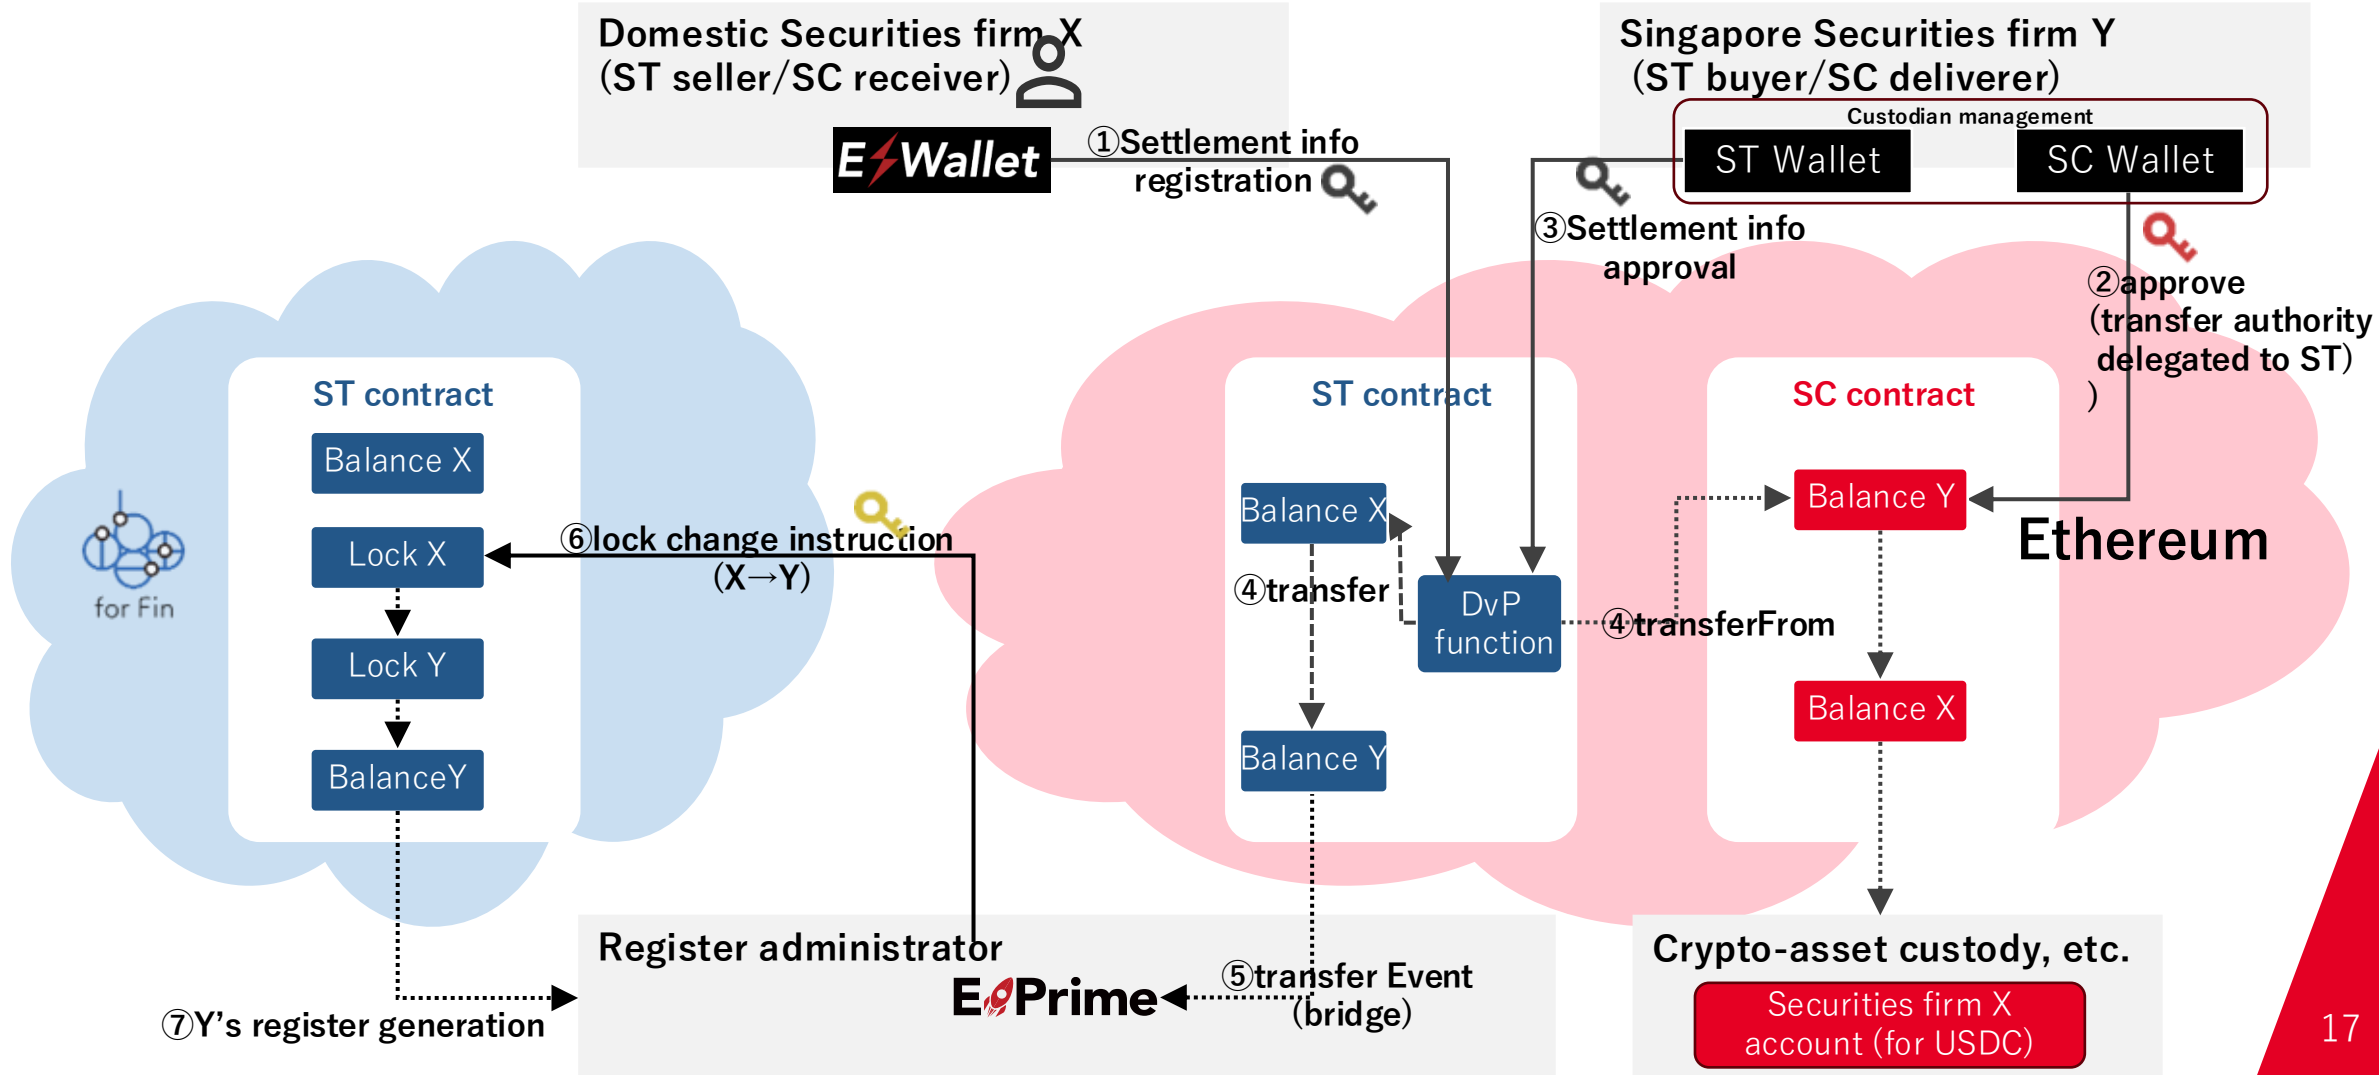 Domestic Securities firm X
(ST seller/SC receiver)
Singapore Securities firm Y
(ST buyer/SC deliverer)
Custodian management
E Wallet
ST Wallet
SC Wallet
①Settlement info
registration
③Settlement info
approval
②approve
(transfer authority
delegated to ST)
)
ST contract
Balance X
Lock X
Lock Y
BalanceY
for Fin
⑥lock change instruction
(X→Y)
ST contract
Balance X
④transfer
DvP
function
Balance Y
④transferFrom
SC contract
Balance Y
Balance X
Ethereum
Register administrator
E Prime
⑤transfer Event
(bridge)
⑦Y's register generation
Crypto-asset custody, etc.
Securities firm X
account (for USDC)
17